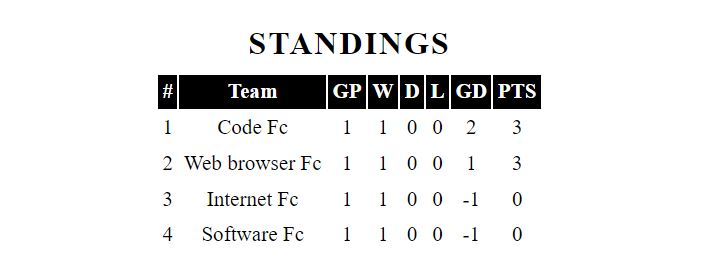 STANDINGS
# Team GP W D L GD PTS
1 Code Fc 1 1 0 0 2 3
2 Web browser Fc 1 1 0 0 1 3
3 Internet Fc 1 1 0 0 -1 0
4 Software Fc 1 1 0 0 -1 0